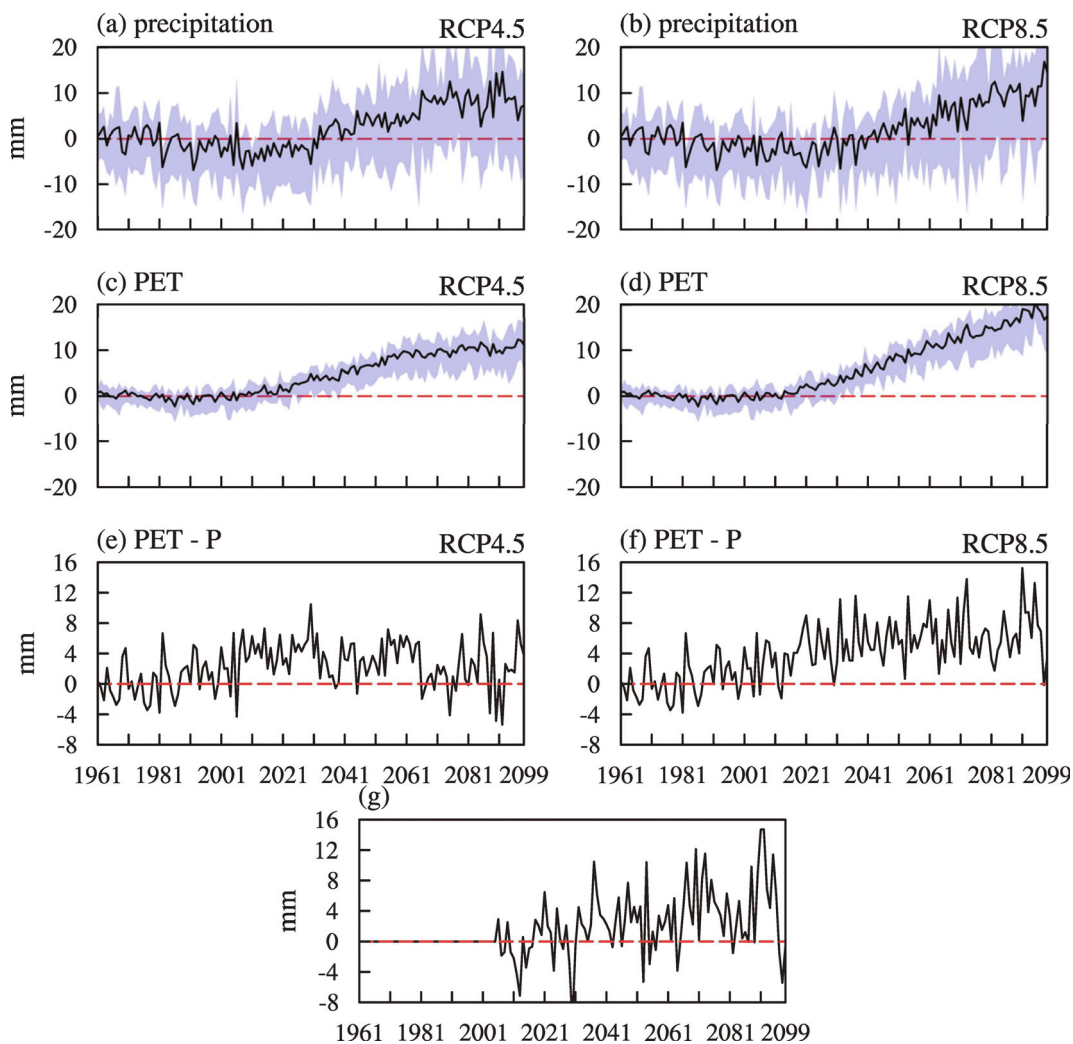 (a) precipitation RCP4.5
(b) precipitation RCP8.5
20
10
0
-10
-20
mm
20
10
0
-10
-20
(c) PET RCP4.5
(d) PET RCP8.5
20
10
0
-10
-20
mm
20
10
0
-10
-20
(e) PET - P RCP4.5
(f) PET - P RCP8.5
16
12
8
4
0
-4
-8
mm
16
12
8
4
0
-4
-8
1961 1981 2001 2021 2041 2061 2081 2099
1961 1981 2001 2021 2041 2061 2081 2099
(g)
16
12
8
4
0
-4
-8
mm
1961 1981 2001 2021 2041 2061 2081 2099